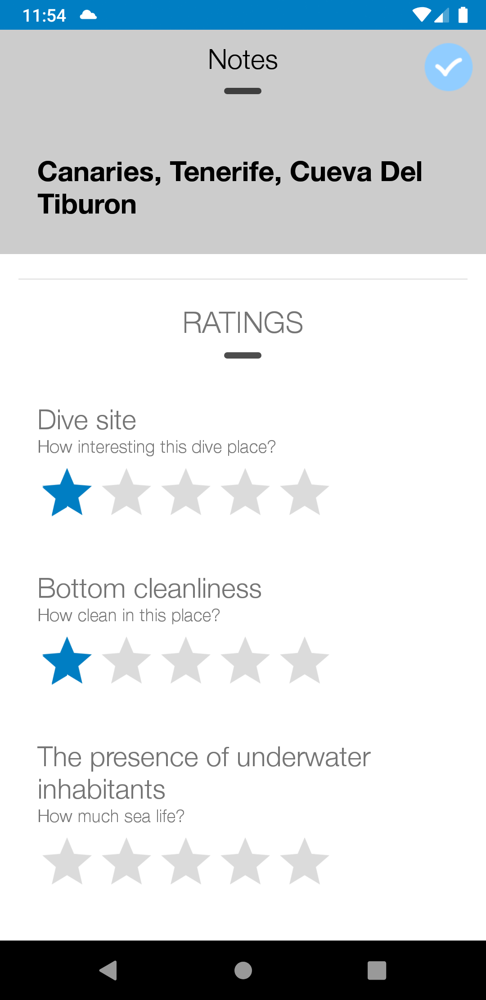 11:54
Notes
Canaries, Tenerife, Cueva Del
Tiburon
RATINGS
Dive site
How interesting this dive place?
Bottom cleanliness
How clean in this place?
The presence of underwater
inhabitants
How much sea life?